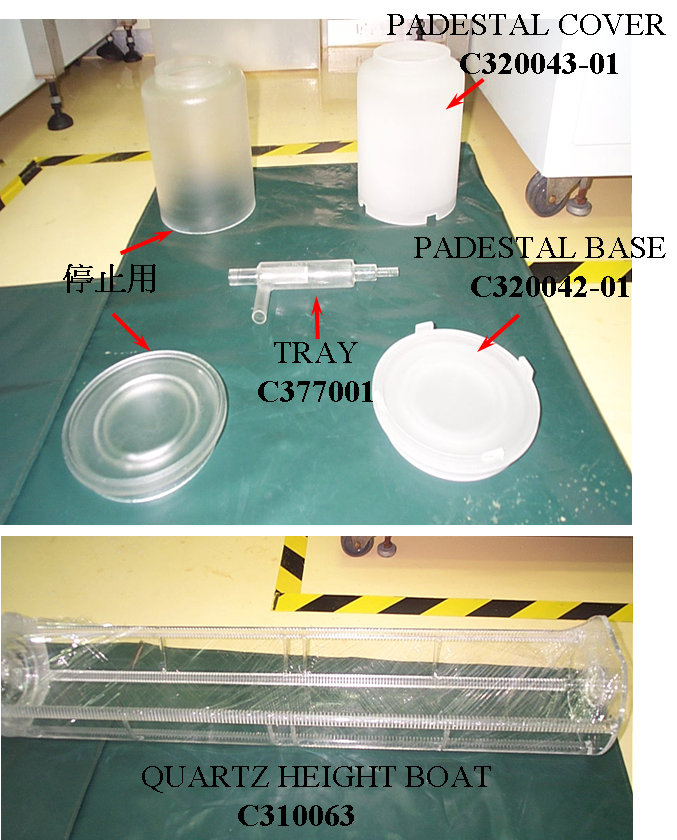 PADESTAL COVER
C320043-01
停止用
PADESTAL BASE
C320042-01
TRAY
C377001
QUARTZ HEIGHT BOAT
C310063